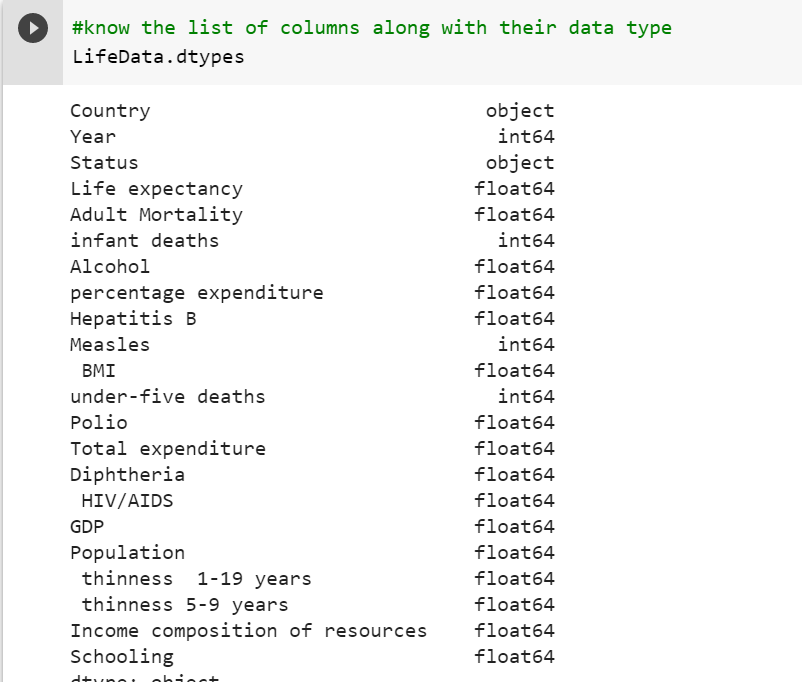 #know the list of columns along with their data type
LifeData.dtypes
Country object
Year int64
Status object
Life expectancy float64
Adult Mortality float64
infant deaths int64
Alcohol float64
percentage expenditure float64
Hepatitis B float64
Measles int64
BMI float64
under-five deaths int64
Polio float64
Total expenditure float64
Diphtheria float64
HIV/AIDS float64
GDP float64
Population float64
thinness  1-19 years float64
thinness 5-9 years float64
Income composition of resources float64
Schooling float64
dtype: object